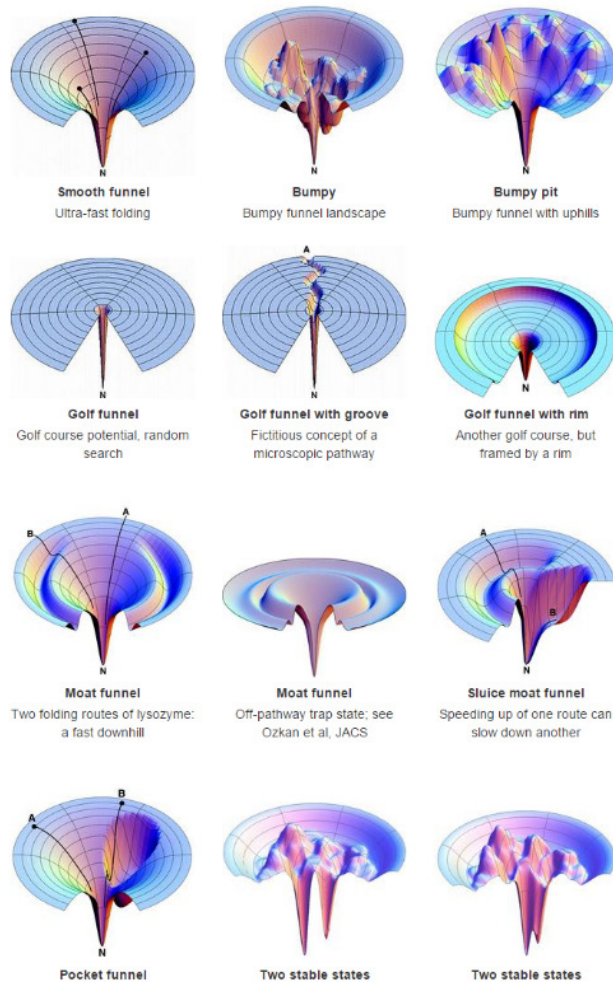 N
N
N
Smooth funnel
Bumpy
Bumpy pit
Ultra-fast folding
Bumpy funnel landscape
Bumpy funnel with uphills
A
N
N
N
Golf funnel
Golf funnel with groove
Golf funnel with rim
Golf course potential, random
search
Fictitious concept of a
microscopic pathway
Another golf course, but
framed by a rim
B
A
N
A
B
N
Moat funnel
Moat funnel
Sluice moat funnel
Two folding routes of lysozyme:
a fast downhill
Off-pathway trap state; see
Ozkan et al, JACS
Speeding up of one route can
slow down another
A
B
N
Pocket funnel
Two stable states
Two stable states